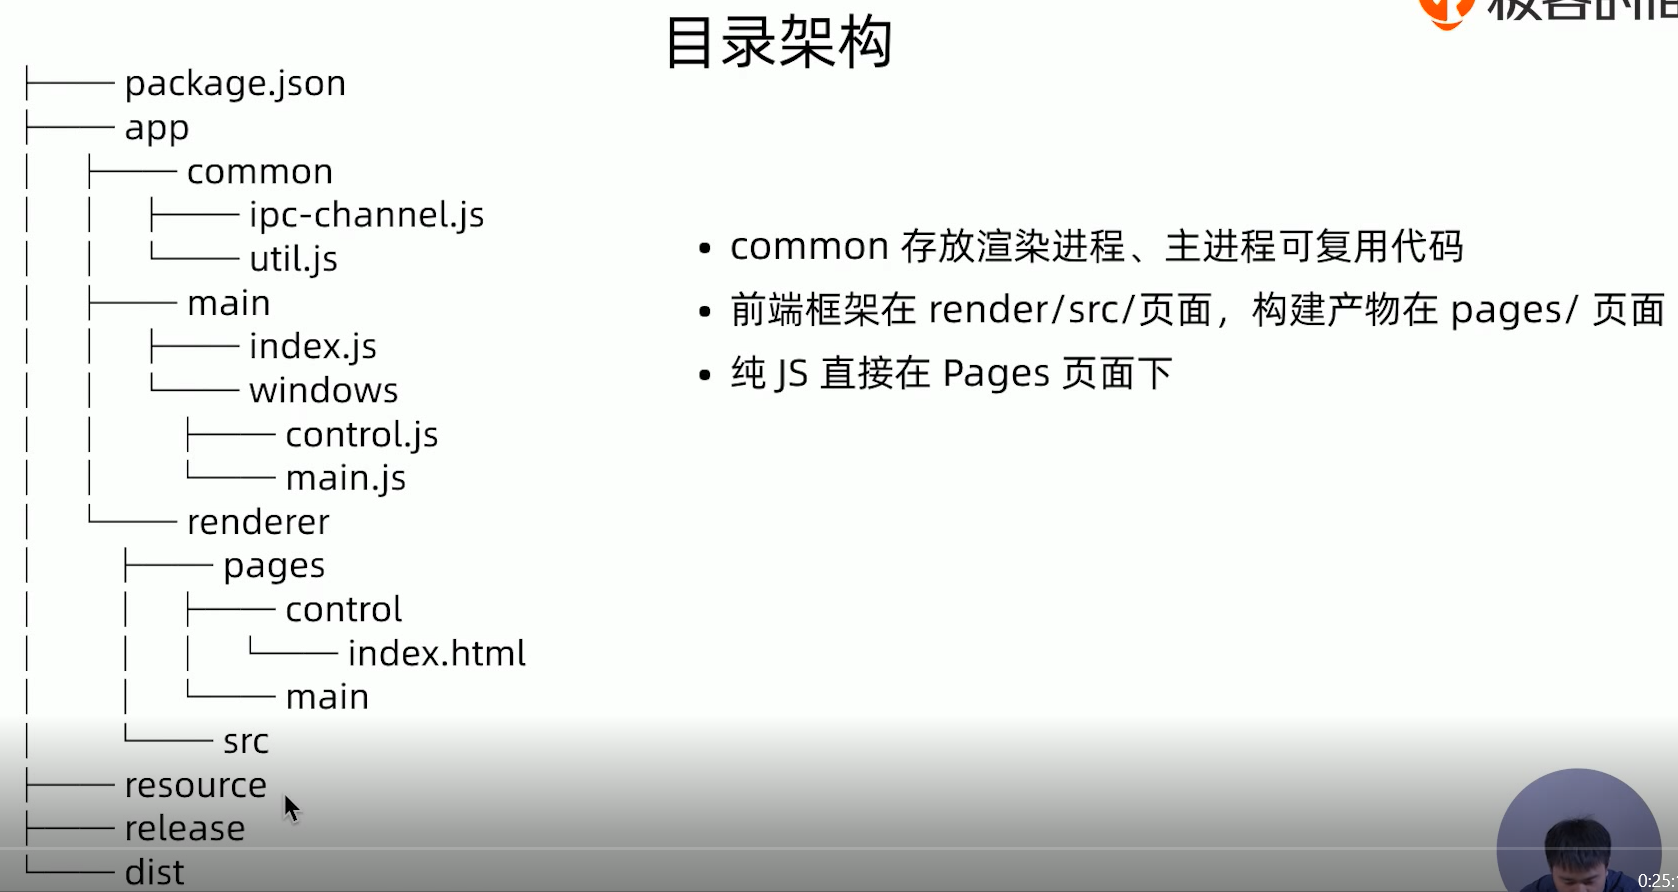 目录架构
├── package.json
├── app
│ ├── common
│ │ ├── ipc-channel.js
│ │ └── util.js
│ ├── main
│ │ ├── index.js
│ │ └── windows
│ │ ├── control.js
│ │ └── main.js
│ └── renderer
│ ├── pages
│ │ ├── control
│ │ │ └── index.html
│ │ └── main
│ └── src
├── resource
├── release
└── dist
• common 存放渲染进程、主进程可复用代码
• 前端框架在 render/src/页面，构建产物在 pages/ 页面
• 纯 JS 直接在 Pages 页面下